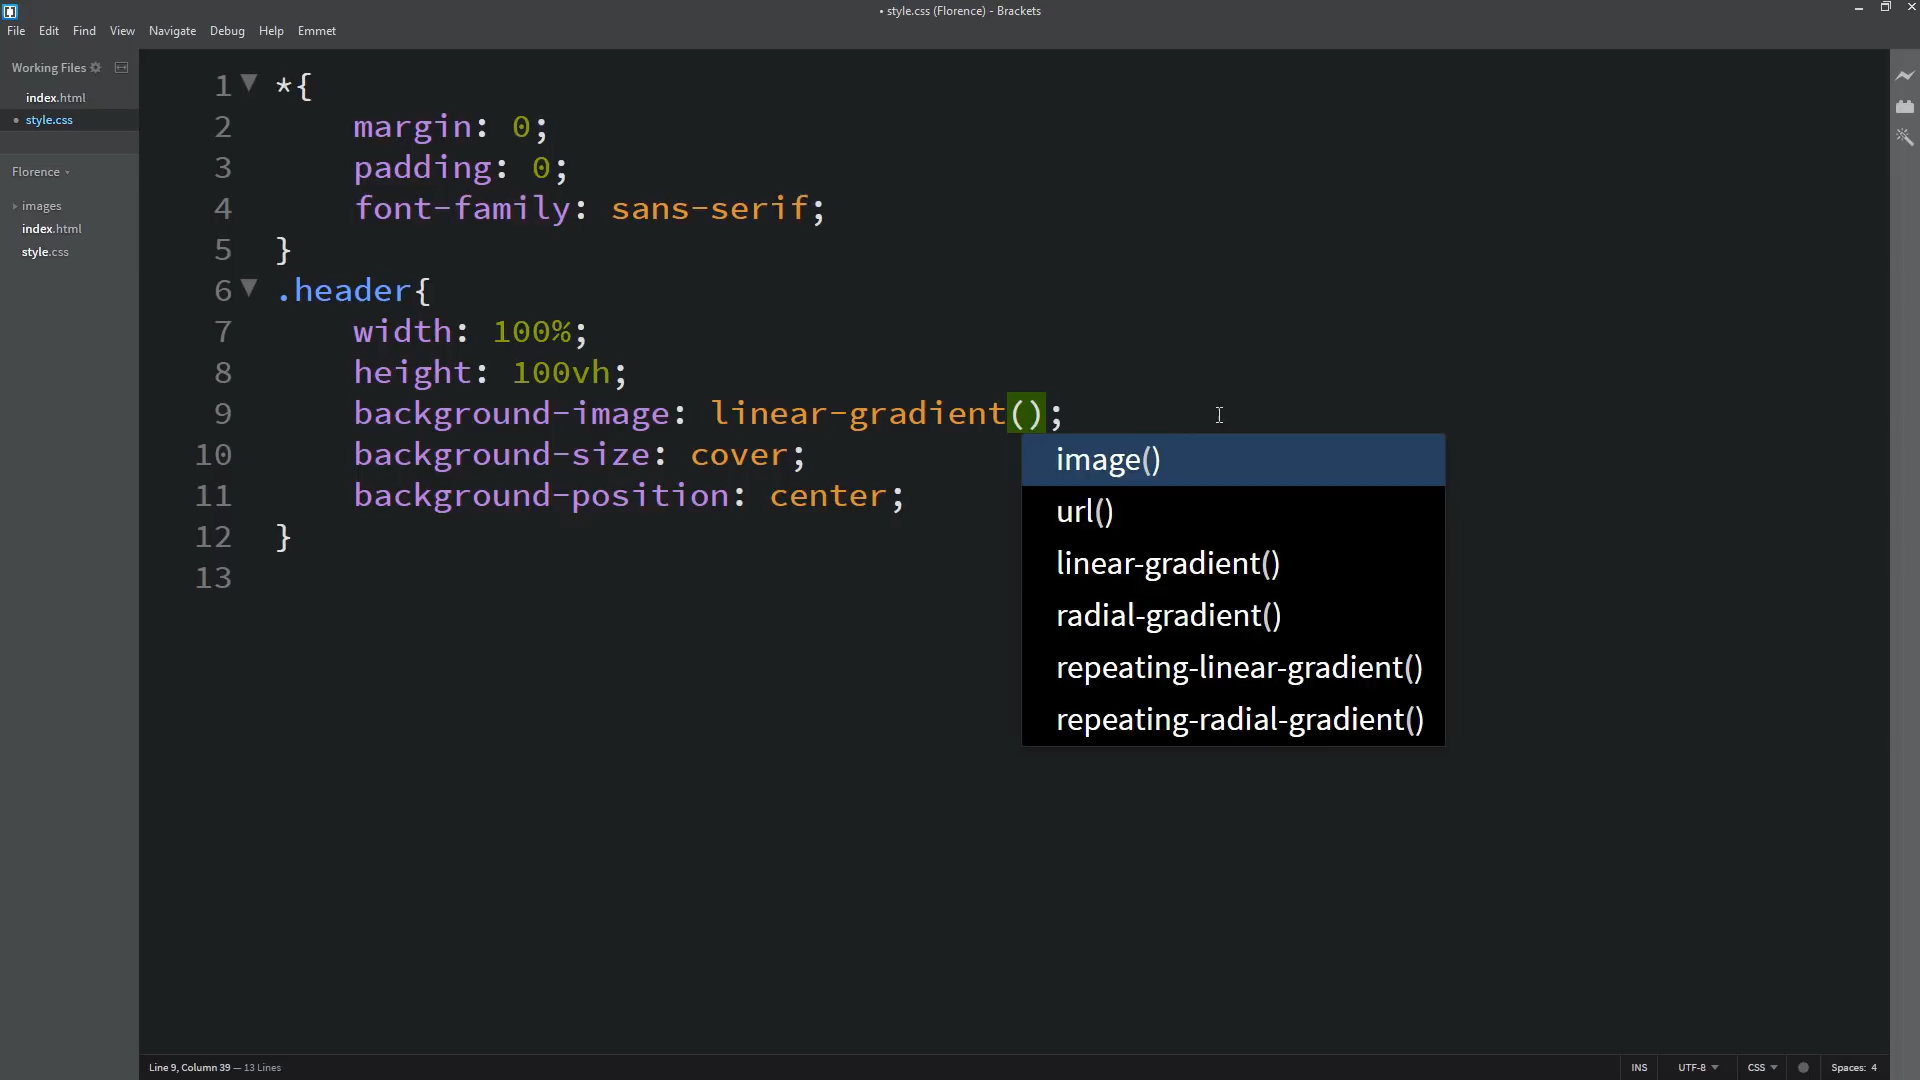 • style.css (Florence) - Brackets
File Edit Find View Navigate Debug Help Emmet
Working Files
index.html
• style.css
Florence
images
index.html
style.css
1 *{
2 margin: 0;
3 padding: 0;
4 font-family: sans-serif;
5 }
6 .header{
7 width: 100%;
8 height: 100vh;
9 background-image: linear-gradient();
10 background-size: cover;
11 background-position: center;
12 }
13
image()
url()
linear-gradient()
radial-gradient()
repeating-linear-gradient()
repeating-radial-gradient()
Line 9, Column 39 — 13 Lines
INS UTF-8 CSS Spaces: 4